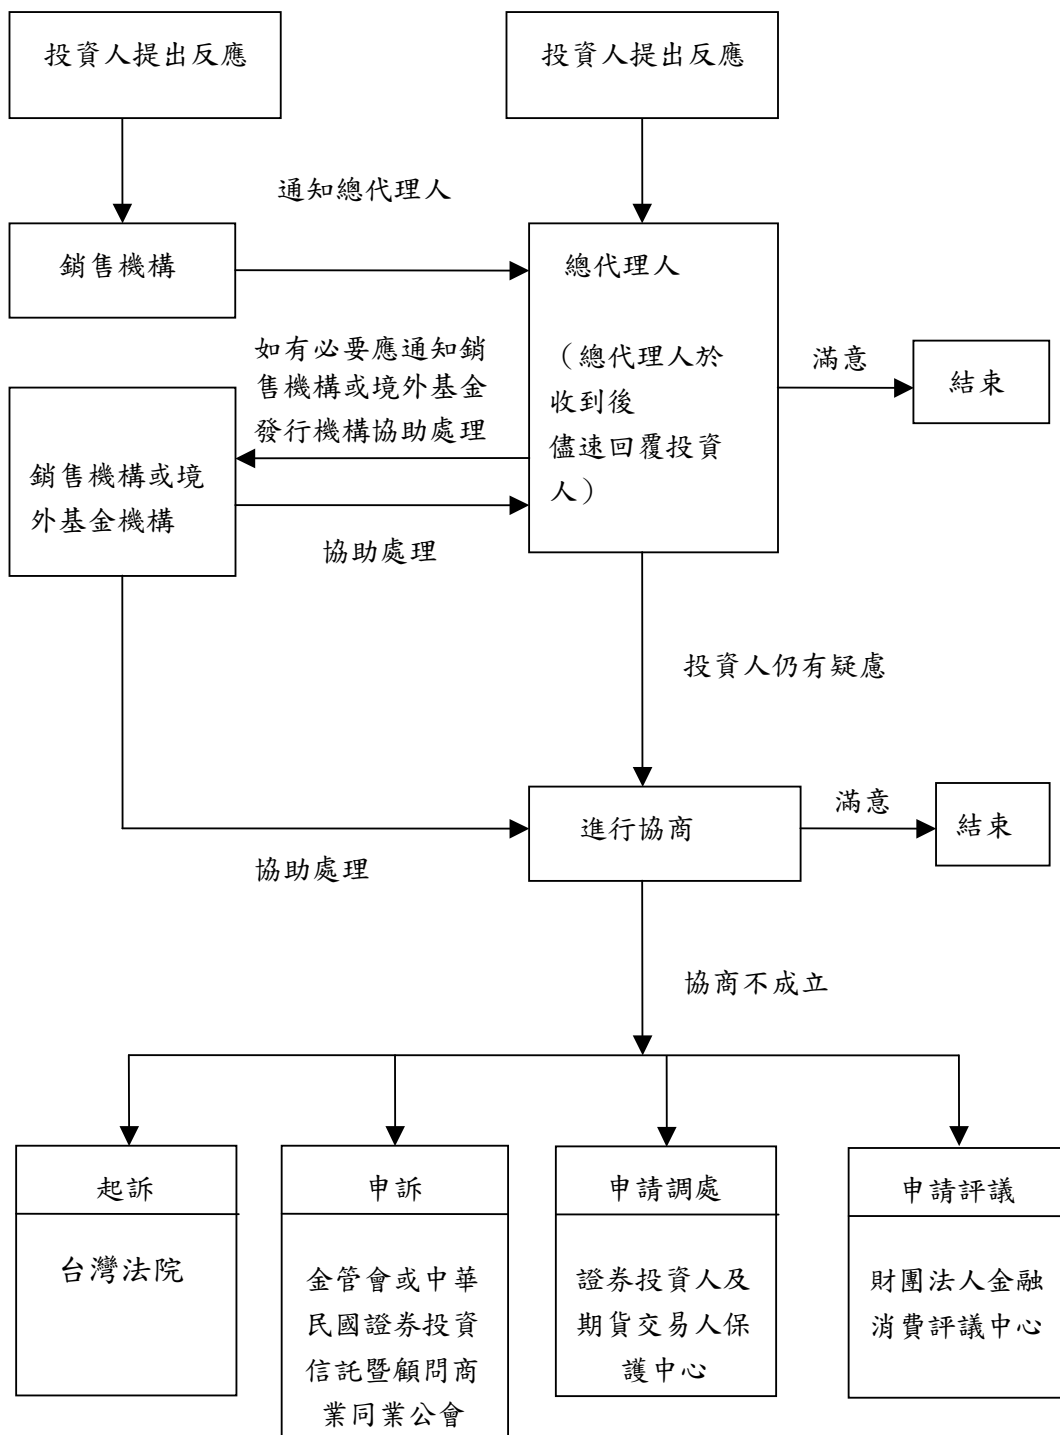 投資人提出反應
投資人提出反應
通知總代理人
銷售機構
總代理人
（總代理人於
收到後
儘速回覆投資
人）
滿意
結束
如有必要應通知銷
售機構或境外基金
發行機構協助處理
銷售機構或境
外基金機構
協助處理
投資人仍有疑慮
進行協商
滿意
結束
協助處理
協商不成立
起訴
台灣法院
申訴
金管會或中華
民國證券投資
信託暨顧問商
業同業公會
申請調處
證券投資人及
期貨交易人保
護中心
申請評議
財團法人金融
消費評議中心